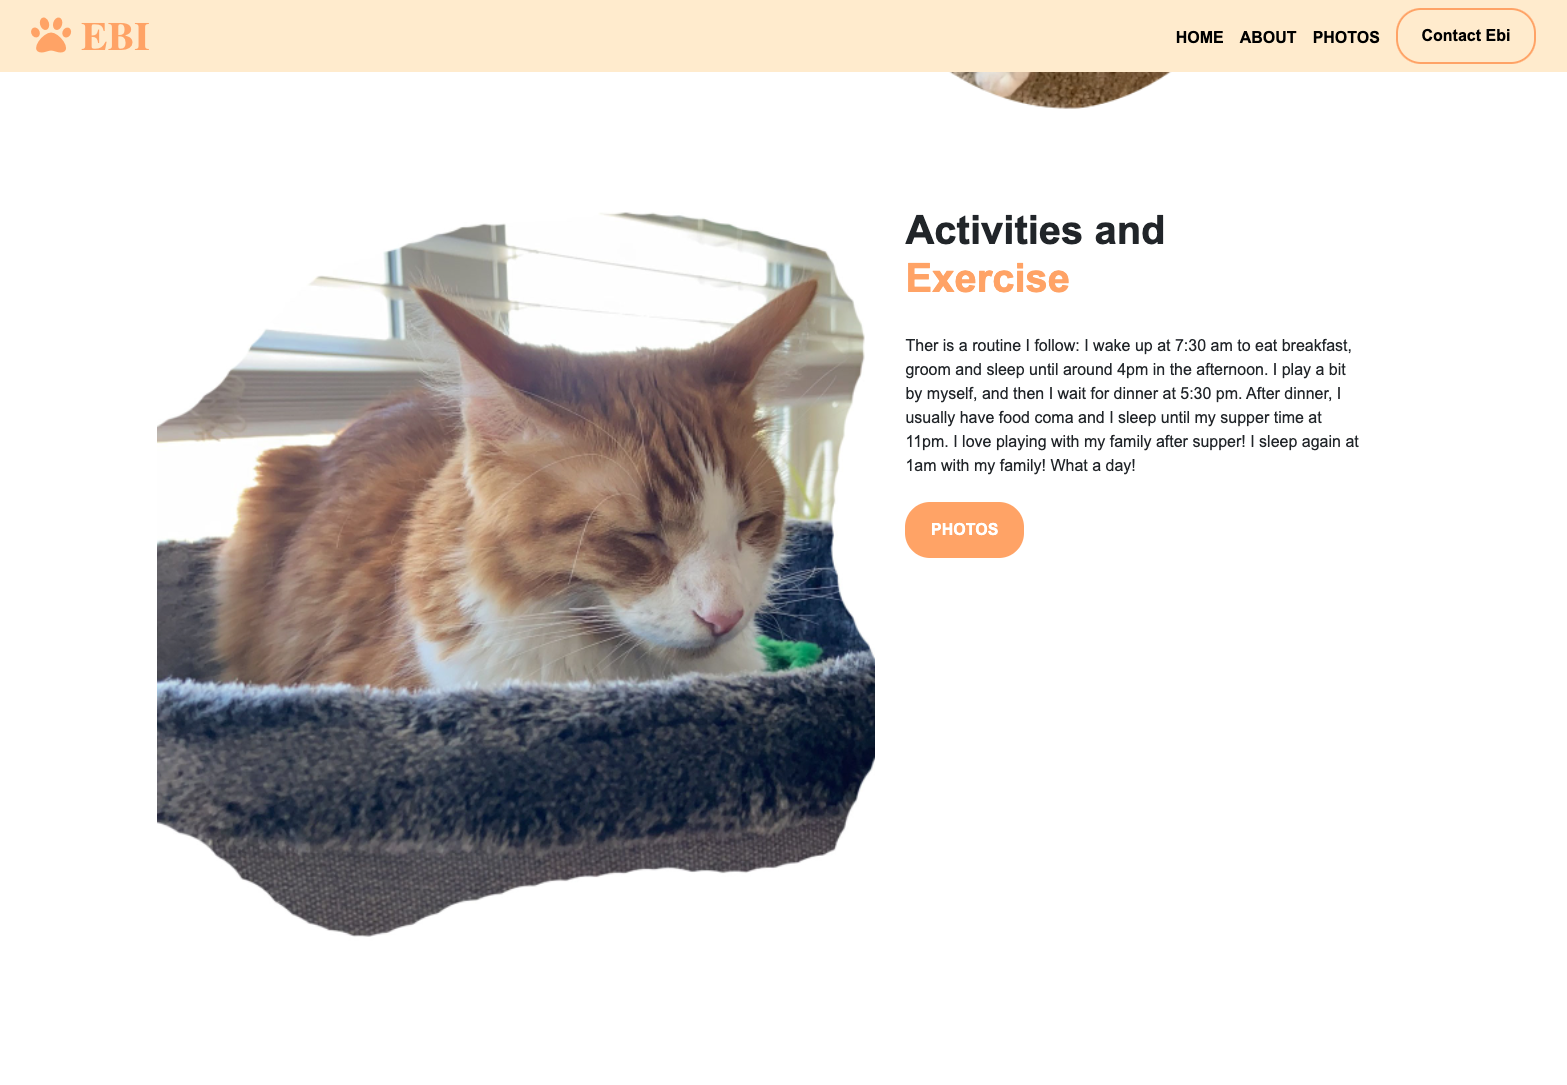 EBI
HOME ABOUT PHOTOS Contact Ebi
Activities and
Exercise
Ther is a routine I follow: I wake up at 7:30 am to eat breakfast,
groom and sleep until around 4pm in the afternoon. I play a bit
by myself, and then I wait for dinner at 5:30 pm. After dinner, I
usually have food coma and I sleep until my supper time at
11pm. I love playing with my family after supper! I sleep again at
1am with my family! What a day!
PHOTOS